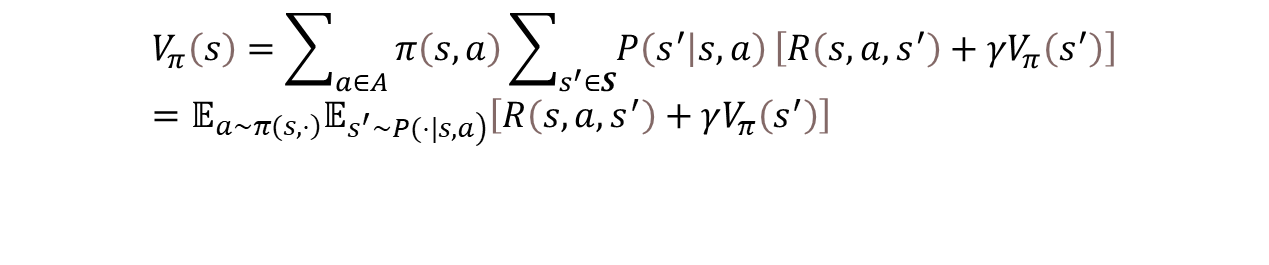 V_π(s) = ∑_{a∈A} π(s,a) ∑_{s′∈𝑺} P(s′|s,a) [R(s,a,s′) + γV_π(s′)]
= 𝔼_{a~π(s,·)} 𝔼_{s′~P(·|s,a)} [R(s,a,s′) + γV_π(s′)]